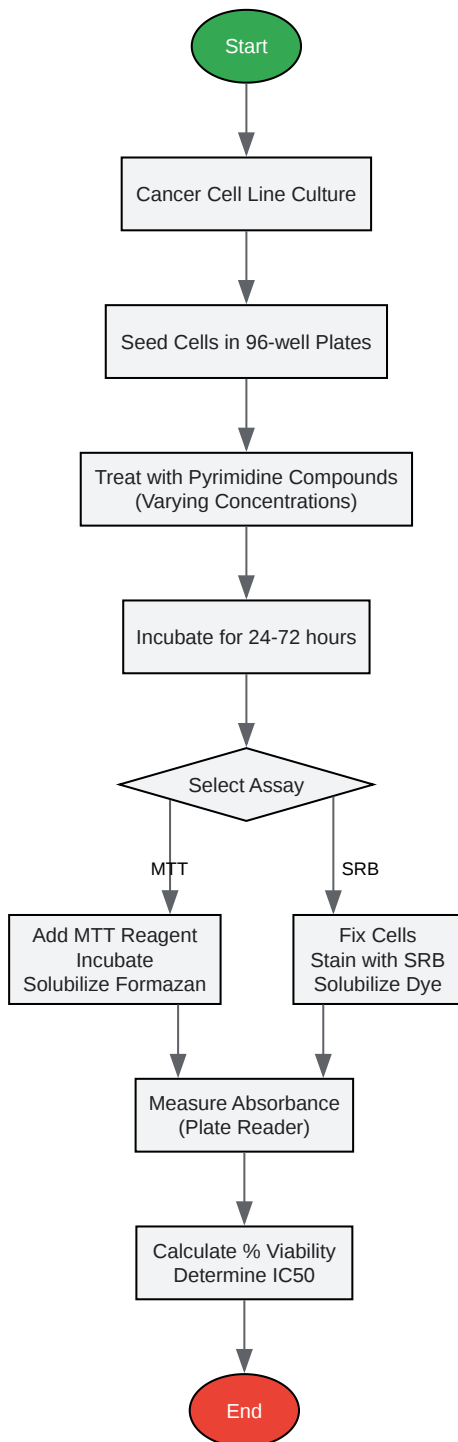 Start
Cancer Cell Line Culture
Seed Cells in 96-well Plates
Treat with Pyrimidine Compounds
(Varying Concentrations)
Incubate for 24-72 hours
Select Assay
MTT
SRB
Add MTT Reagent
Incubate
Solubilize Formazan
Fix Cells
Stain with SRB
Solubilize Dye
Measure Absorbance
(Plate Reader)
Calculate % Viability
Determine IC50
End